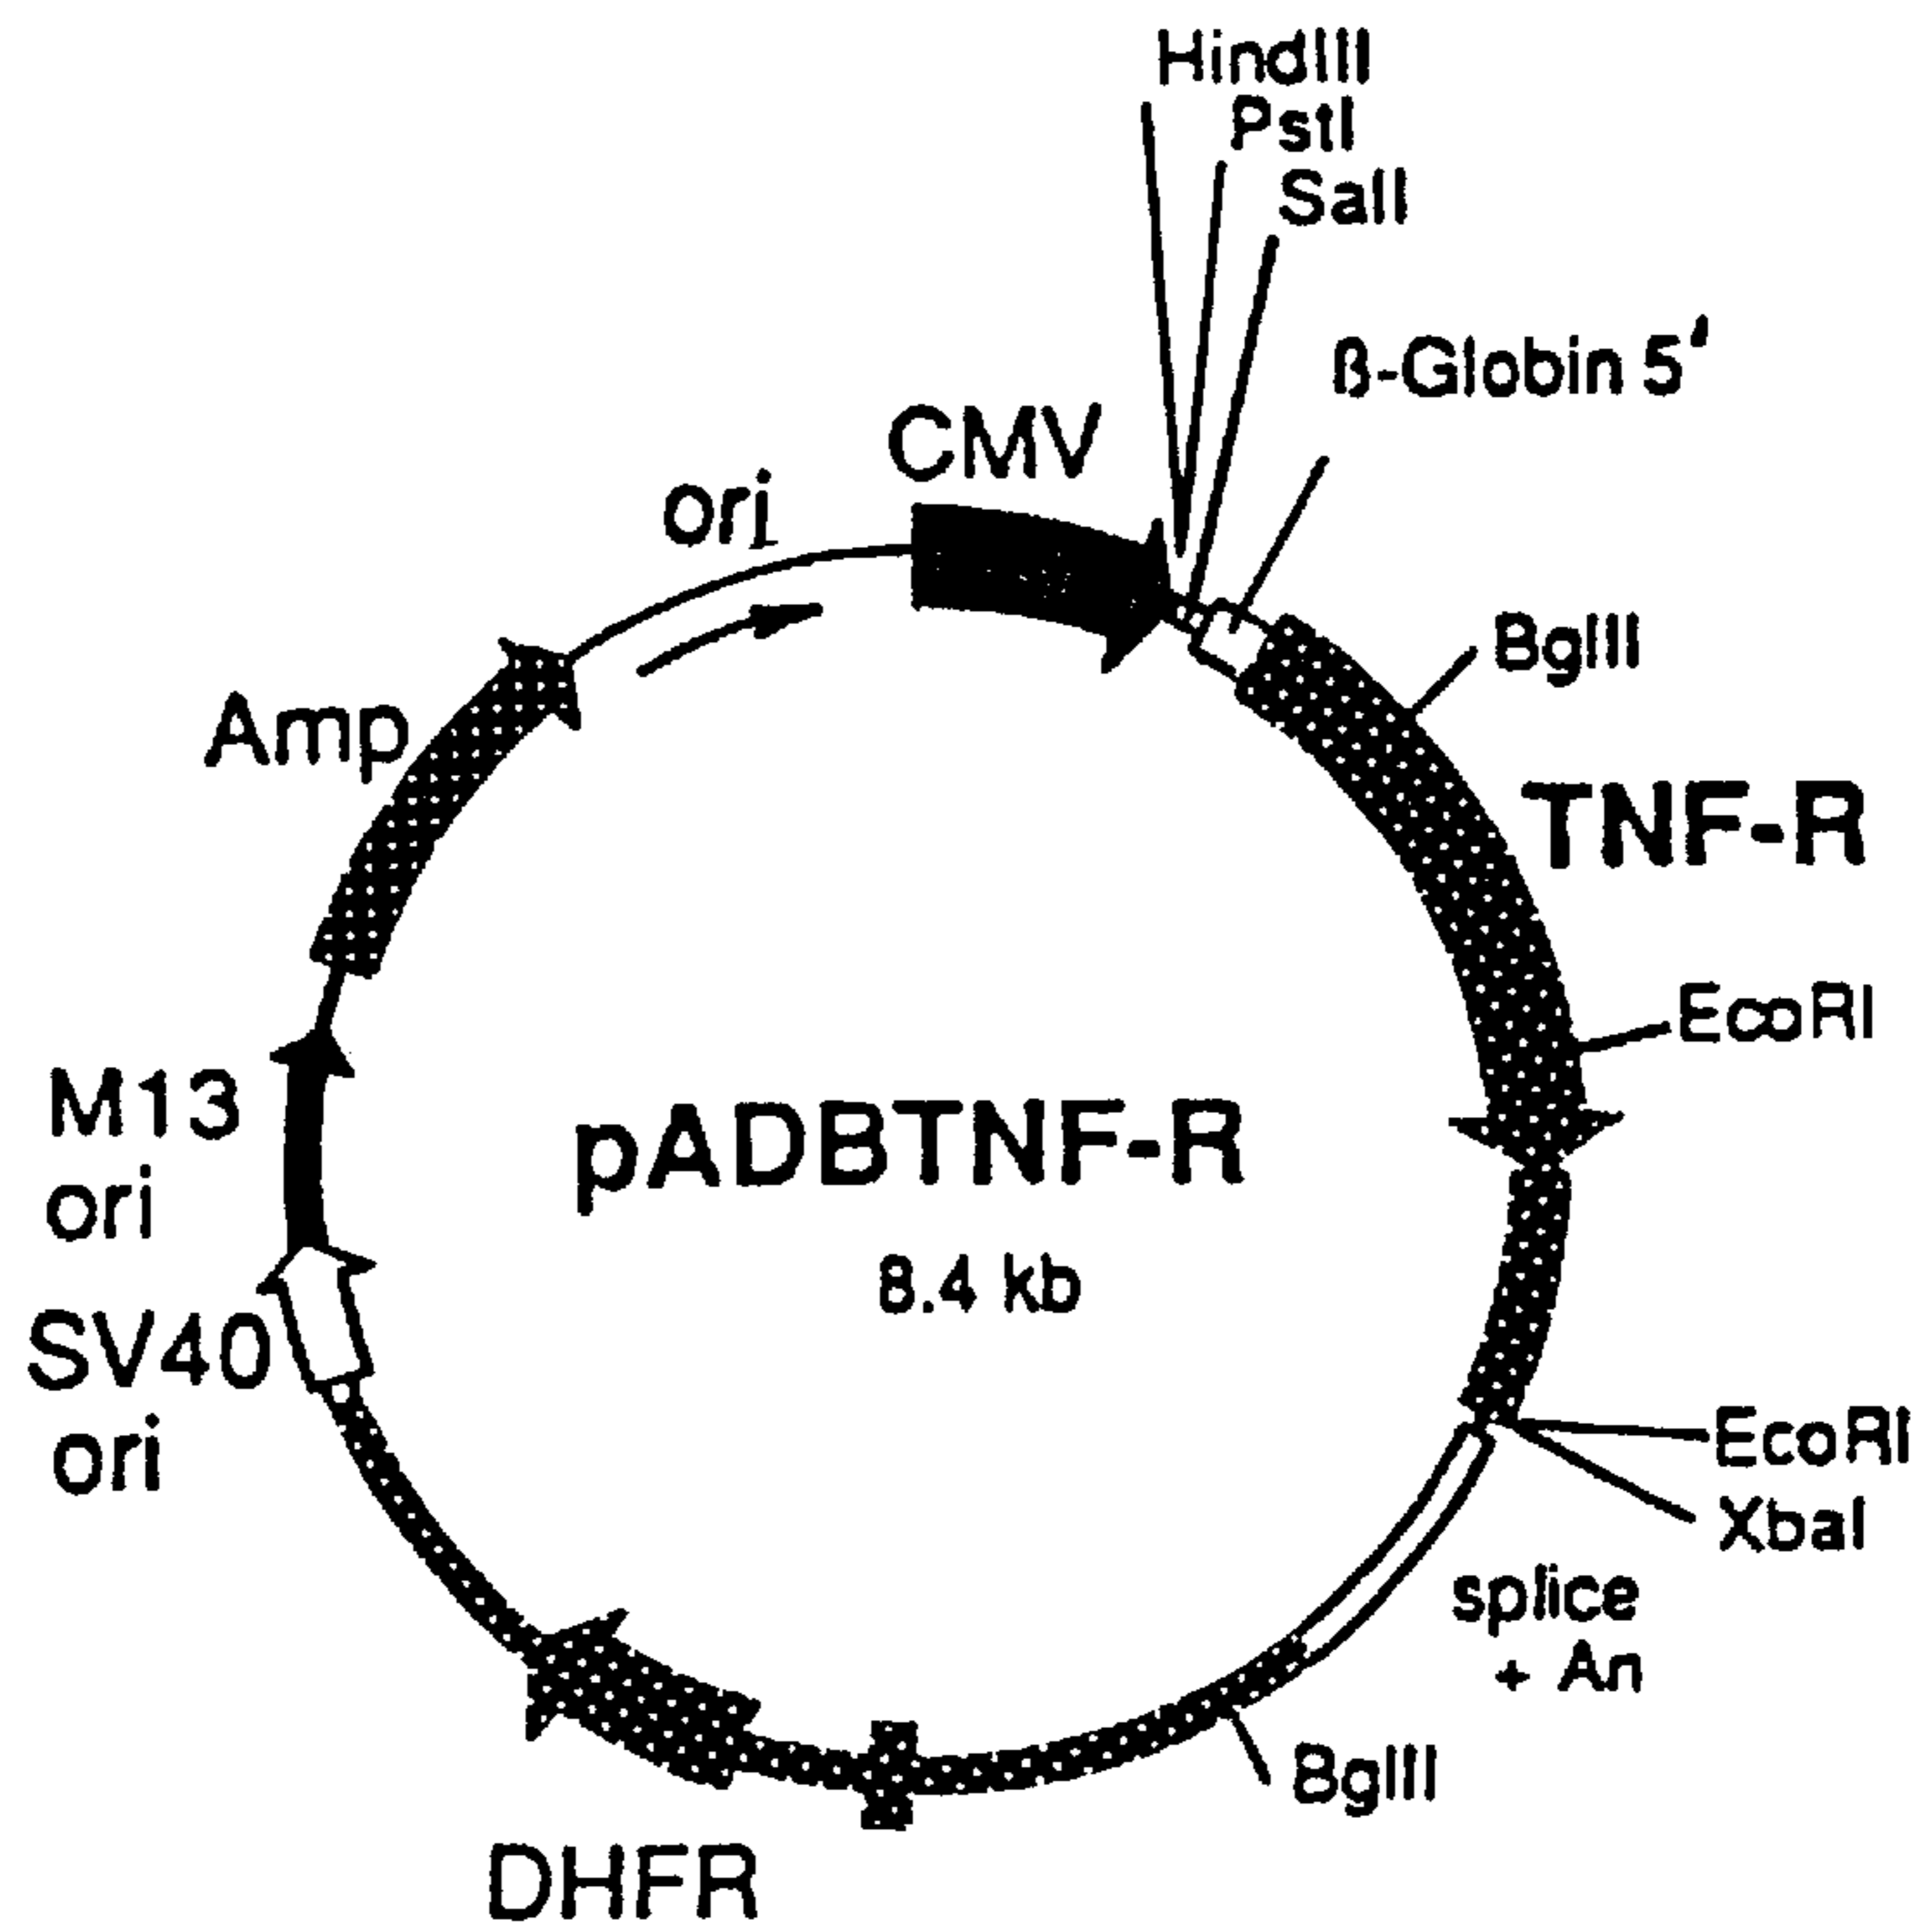 HindIII
PstI
SalI
ß-Globin 5'
CMV
ori
BglII
Amp
TNF-R
EcoRI
M13
ori
pADBTNF-R
8.4 kb
SV40
ori
EcoRI
XbaI
splice
+ An
BglII
DHFR